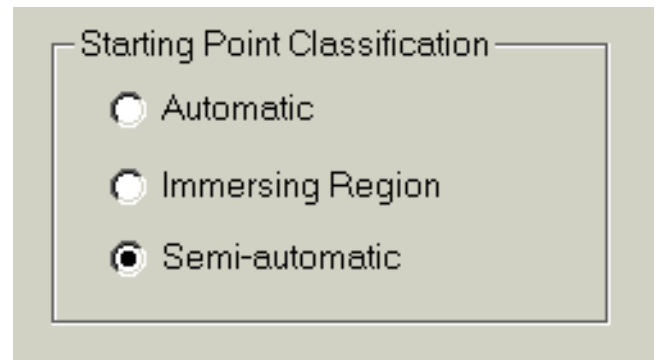 Starting Point Classification
Automatic
Immersing Region
Semi-automatic